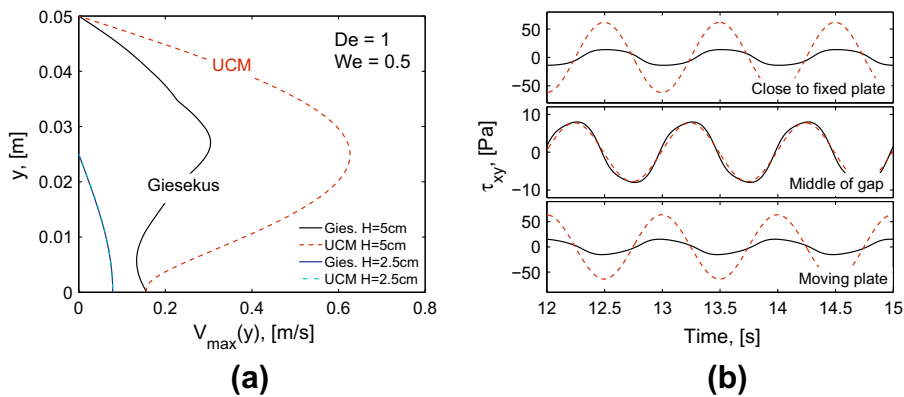 0.05
0.04
0.03
0.02
0.01
0
y, [m]
De = 1
We = 0.5
UCM
Giesekus
Gies. H=5cm
UCM H=5cm
Gies. H=2.5cm
UCM H=2.5cm
0 0.2 0.4 0.6 0.8
V_max(y), [m/s]
(a)
50
0
−50
Close to fixed plate
10
0
−10
Middle of gap
τ_xy, [Pa]
50
0
−50
Moving plate
12 12.5 13 13.5 14 14.5 15
Time, [s]
(b)